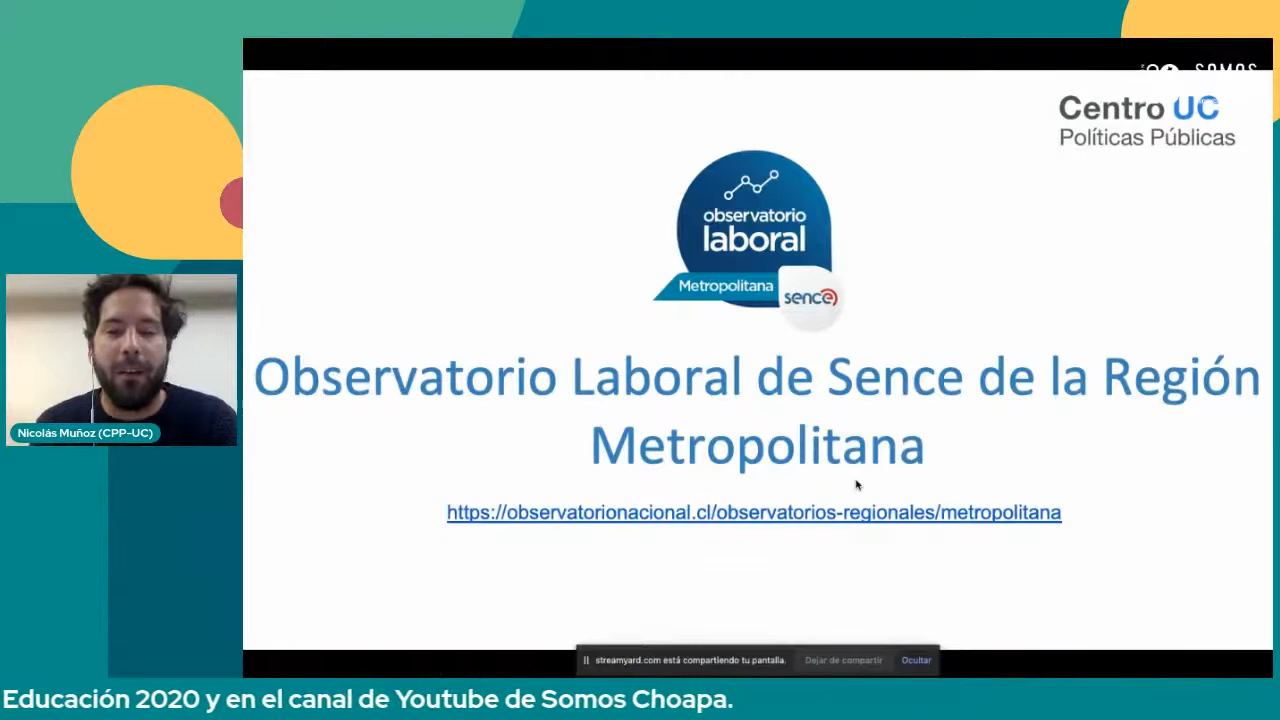 SOMOS
Centro UC
Políticas Públicas
observatorio
laboral
Metropolitana
sence
Observatorio Laboral de Sence de la Región
Metropolitana
https://observatorionacional.cl/observatorios-regionales/metropolitana
Nicolás Muñoz (CPP-UC)
streamyard.com está compartiendo tu pantalla.
Dejar de compartir
Ocultar
Educación 2020 y en el canal de Youtube de Somos Choapa.